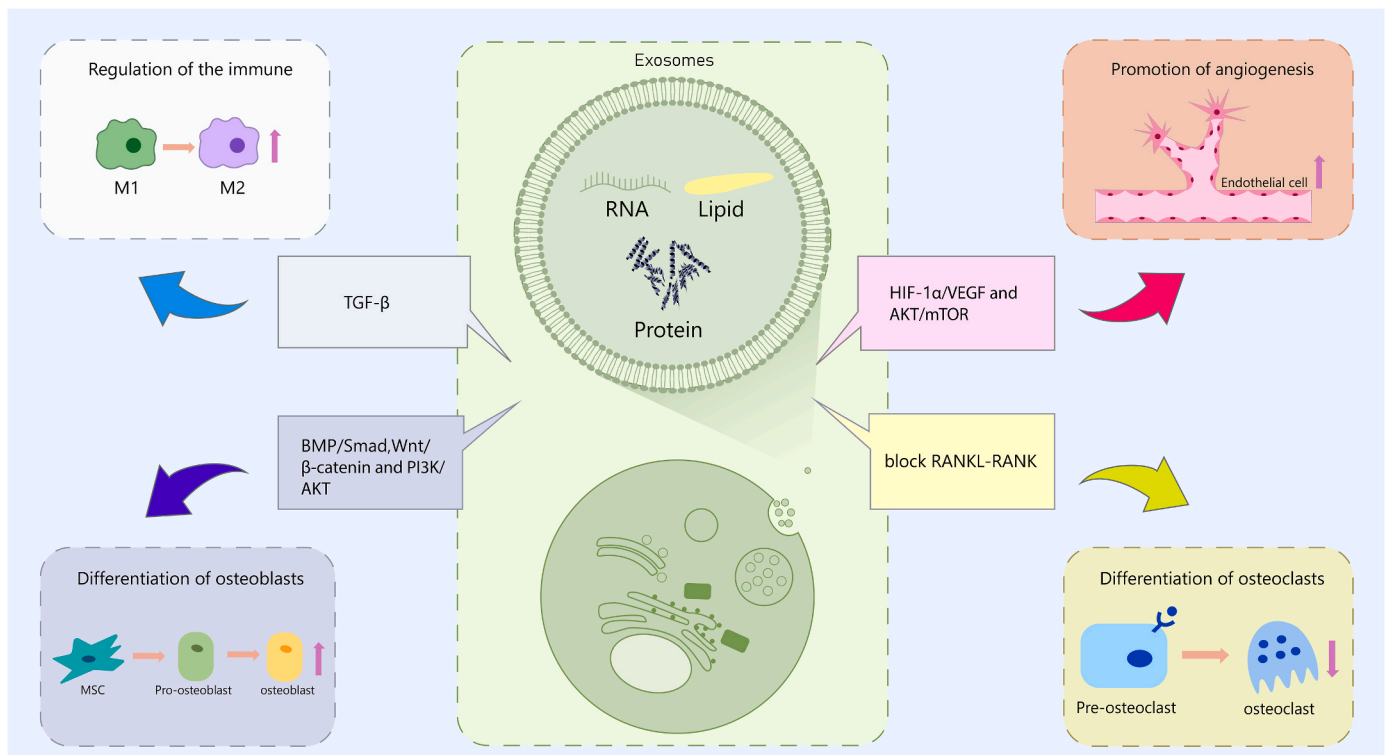 Exosomes
Regulation of the immune
M1
M2
Promotion of angiogenesis
Endothelial cell
RNA
Lipid
Protein
TGF-β
HIF-1α/VEGF and
AKT/mTOR
BMP/Smad,Wnt/
β-catenin and PI3K/
AKT
block RANKL-RANK
Differentiation of osteoblasts
MSC
Pro-osteoblast
osteoblast
Differentiation of osteoclasts
Pre-osteoclast
osteoclast